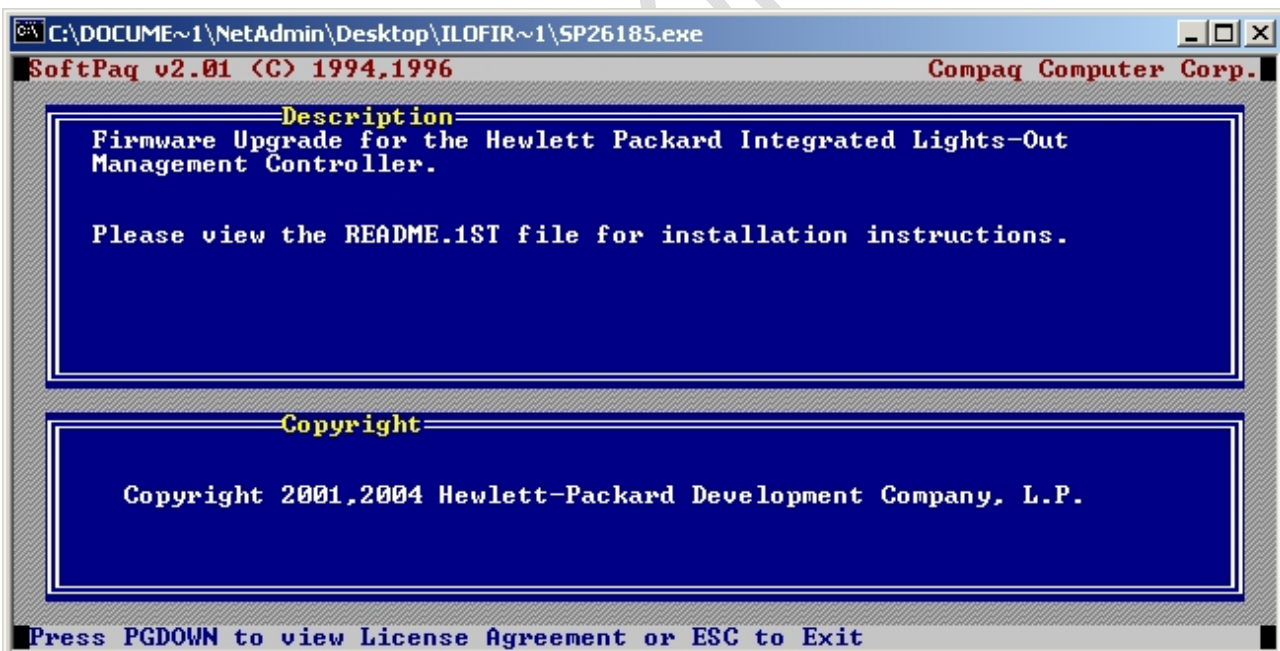 C:\DOCUME~1\NetAdmin\Desktop\ILOFIR~1\SP26185.exe
SoftPaq v2.01 (C) 1994,1996 Compaq Computer Corp.
Description
Firmware Upgrade for the Hewlett Packard Integrated Lights-Out
Management Controller.
Please view the README.1ST file for installation instructions.
Copyright
Copyright 2001,2004 Hewlett-Packard Development Company, L.P.
Press PGDOWN to view License Agreement or ESC to Exit